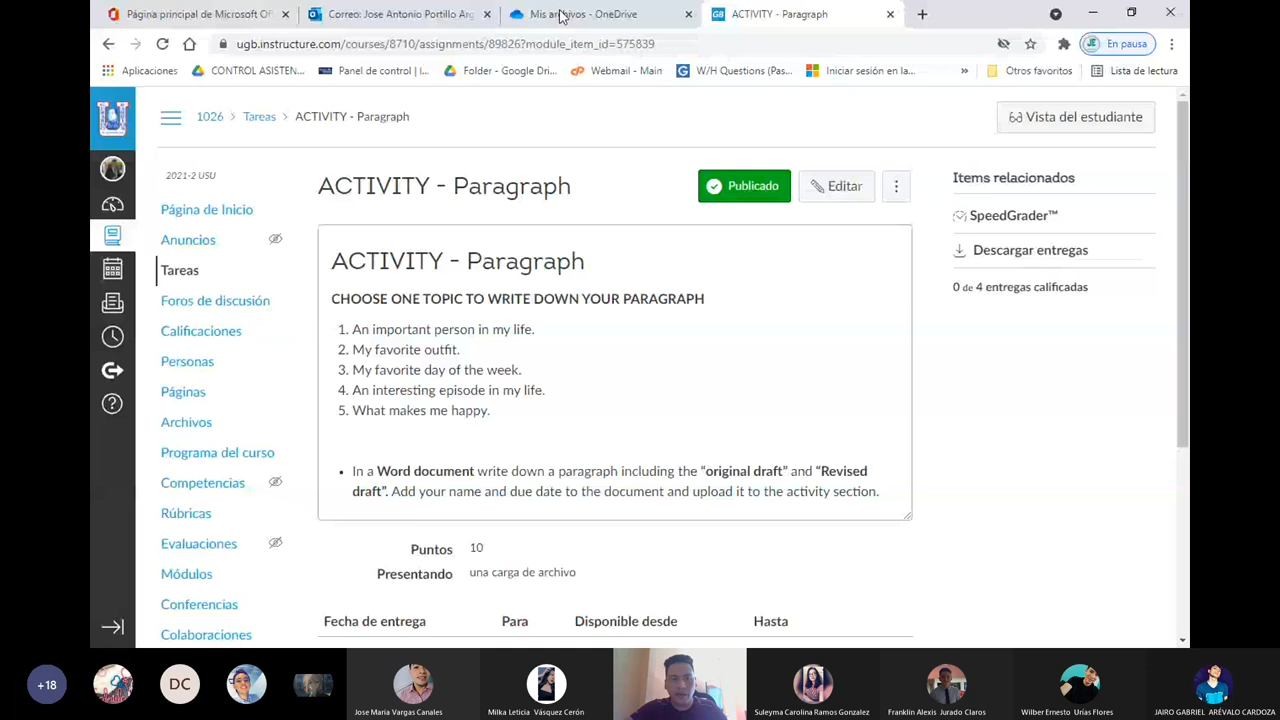 Página principal de Microsoft Of
Correo: Jose Antonio Portillo Arg
Mis archivos - OneDrive
GB ACTIVITY - Paragraph
ugb.instructure.com/courses/8710/assignments/89826?module_item_id=575839
JE En pausa
Aplicaciones
CONTROL ASISTEN...
Panel de control | i...
Folder - Google Dri...
Webmail - Main
W/H Questions (Pas...
Iniciar sesión en la...
»
Otros favoritos
Lista de lectura
1026 > Tareas > ACTIVITY - Paragraph
Vista del estudiante
2021-2 USU
Página de Inicio
Anuncios
Tareas
Foros de discusión
Calificaciones
Personas
Páginas
Archivos
Programa del curso
Competencias
Rúbricas
Evaluaciones
Módulos
Conferencias
Colaboraciones
ACTIVITY - Paragraph
Publicado
Editar
ACTIVITY - Paragraph
CHOOSE ONE TOPIC TO WRITE DOWN YOUR PARAGRAPH
1. An important person in my life.
2. My favorite outfit.
3. My favorite day of the week.
4. An interesting episode in my life.
5. What makes me happy.
• In a Word document write down a paragraph including the “original draft” and “Revised
draft”. Add your name and due date to the document and upload it to the activity section.
Puntos 10
Presentando una carga de archivo
Fecha de entrega Para Disponible desde Hasta
Items relacionados
SpeedGrader™
Descargar entregas
0 de 4 entregas calificadas
+18
DC
Jose Maria Vargas Canales
Milka Leticia Vásquez Cerón
Suleyma Carolina Ramos Gonzalez
Franklin Alexis Jurado Claros
Wilber Ernesto Urías Flores
JAIRO GABRIEL ARÉVALO CARDOZA